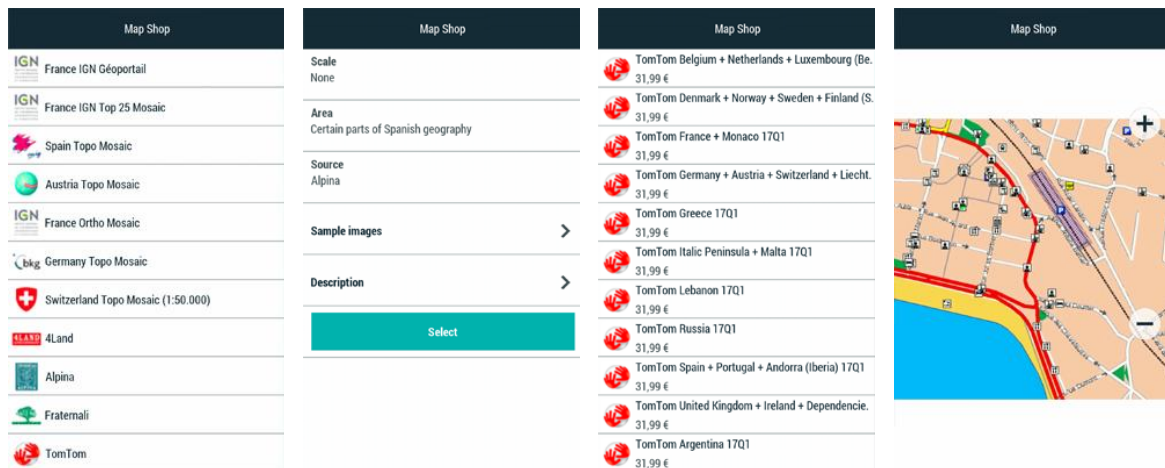 Map Shop
IGN
France IGN Géoportail
IGN
France IGN Top 25 Mosaic
Spain Topo Mosaic
Austria Topo Mosaic
IGN
France Ortho Mosaic
bkg
Germany Topo Mosaic
Switzerland Topo Mosaic (1:50.000)
4LAND
4Land
Alpina
Fraternali
TomTom
Map Shop
Scale
None
Area
Certain parts of Spanish geography
Source
Alpina
Sample images
Description
Select
Map Shop
TomTom Belgium + Netherlands + Luxembourg (Be.
31,99 €
TomTom Denmark + Norway + Sweden + Finland (S.
31,99 €
TomTom France + Monaco 17Q1
31,99 €
TomTom Germany + Austria + Switzerland + Liecht.
31,99 €
TomTom Greece 17Q1
31,99 €
TomTom Italic Peninsula + Malta 17Q1
31,99 €
TomTom Lebanon 17Q1
31,99 €
TomTom Russia 17Q1
31,99 €
TomTom Spain + Portugal + Andorra (Iberia) 17Q1
31,99 €
TomTom United Kingdom + Ireland + Dependencie.
31,99 €
TomTom Argentina 17Q1
31,99 €
Map Shop
+
−